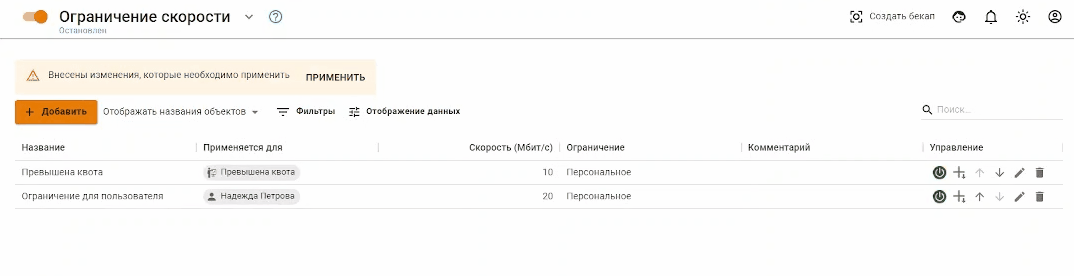 Ограничение скорости
Создать бекап
Остановлен
Внесены изменения, которые необходимо применить ПРИМЕНИТЬ
+ Добавить Отображать названия объектов Фильтры Отображение данных Поиск...
Название Применяется для Скорость (Мбит/с) Ограничение Комментарий Управление
Превышена квота Превышена квота 10 Персональное
Ограничение для пользователя Надежда Петрова 20 Персональное